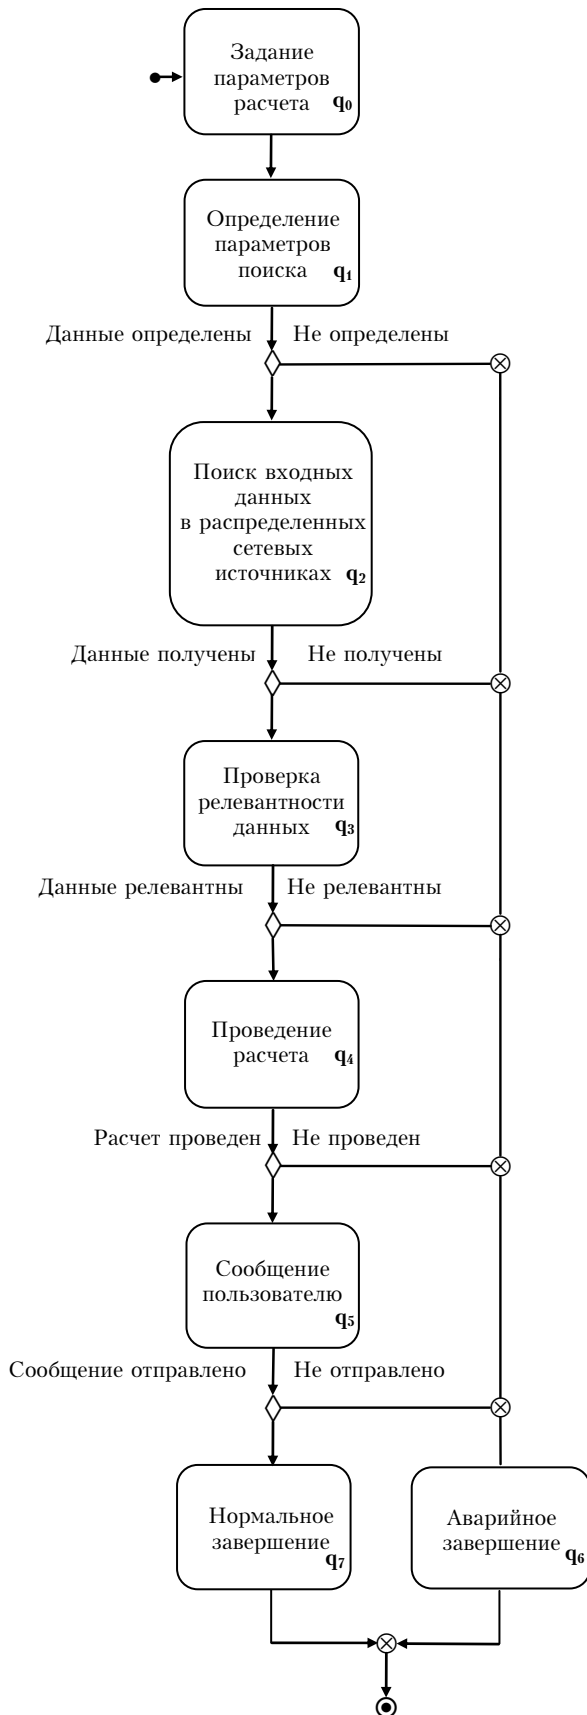 Задание
параметров
расчета q₀
Определение
параметров
поиска q₁
Данные определены Не определены
Поиск входных
данных
в распределенных
сетевых
источниках q₂
Данные получены Не получены
Проверка
релевантности
данных q₃
Данные релевантны Не релевантны
Проведение
расчета q₄
Расчет проведен Не проведен
Сообщение
пользователю
q₅
Сообщение отправлено Не отправлено
Нормальное
завершение
q₇
Аварийное
завершение q₆